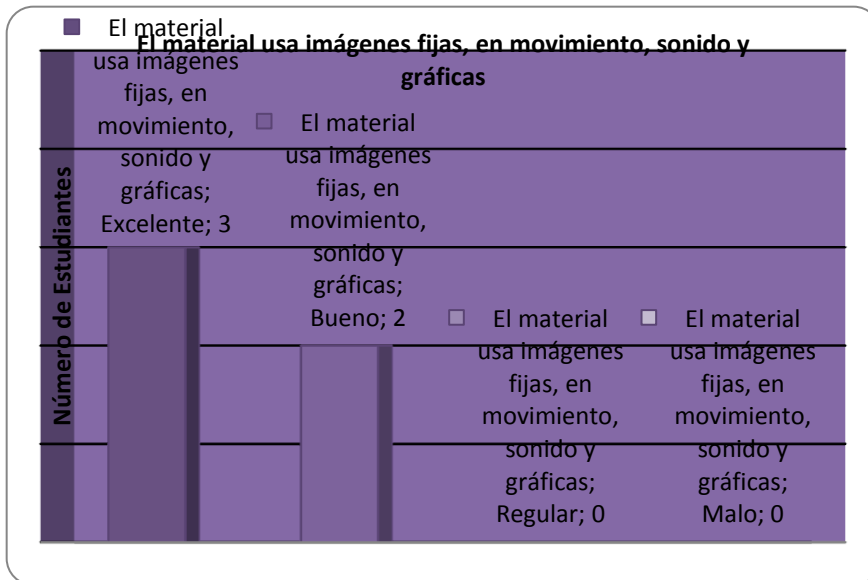 El material usa imágenes fijas, en movimiento, sonido y
gráficas
Número de Estudiantes
El material
usa imágenes
fijas, en
movimiento,
sonido y
gráficas;
Excelente; 3
El material
usa imágenes
fijas, en
movimiento,
sonido y
gráficas;
Bueno; 2
El material
usa imágenes
fijas, en
movimiento,
sonido y
gráficas;
Regular; 0
El material
usa imágenes
fijas, en
movimiento,
sonido y
gráficas;
Malo; 0